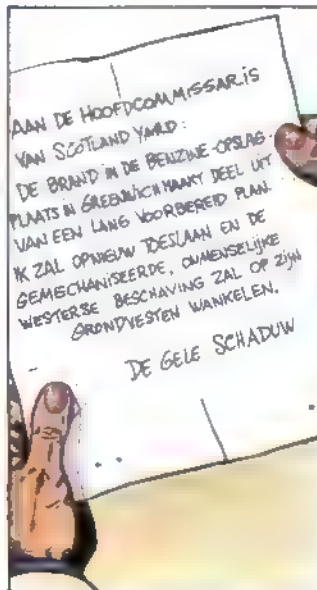 AAN DE HOOFDCOMMISSARIS
VAN SCOTLAND YARD:
DE BRAND IN DE BENZINE-OPSLAG-
PLAATS IN GREENWICH MAAKT DEEL UIT
VAN EEN LANG VOORBEREID PLAN.
IK ZAL OPNIEUW TOESLAAN EN DE
GEMECHANISEERDE, ONMENSELIJKE
WESTERSE BESCHAVING ZAL OP ZIJN
GRONDVESTEN WANKELEN.
DE GELE SCHADUW